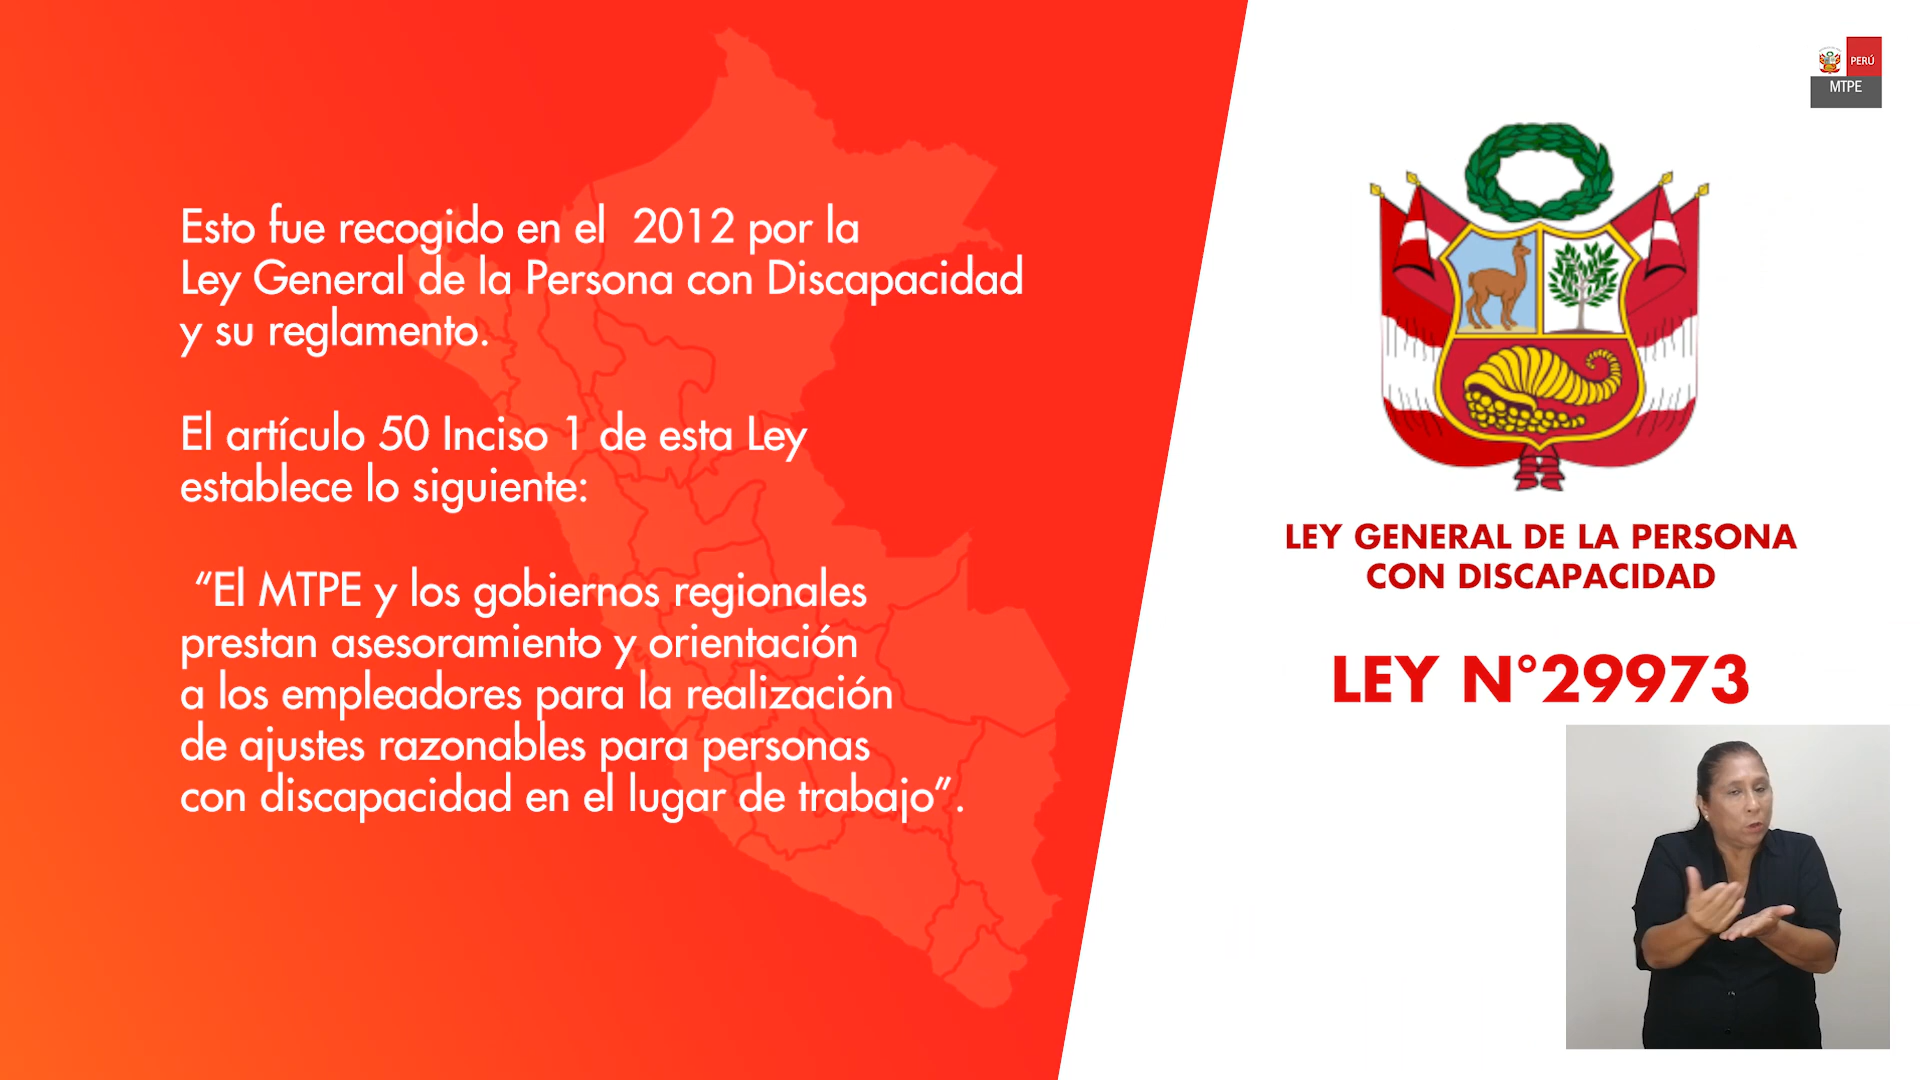 Esto fue recogido en el  2012 por la
Ley General de la Persona con Discapacidad
y su reglamento.
El artículo 50 Inciso 1 de esta Ley
establece lo siguiente:
“El MTPE y los gobiernos regionales
prestan asesoramiento y orientación
a los empleadores para la realización
de ajustes razonables para personas
con discapacidad en el lugar de trabajo”.
PERÚ
MTPE
LEY GENERAL DE LA PERSONA
CON DISCAPACIDAD
LEY N°29973